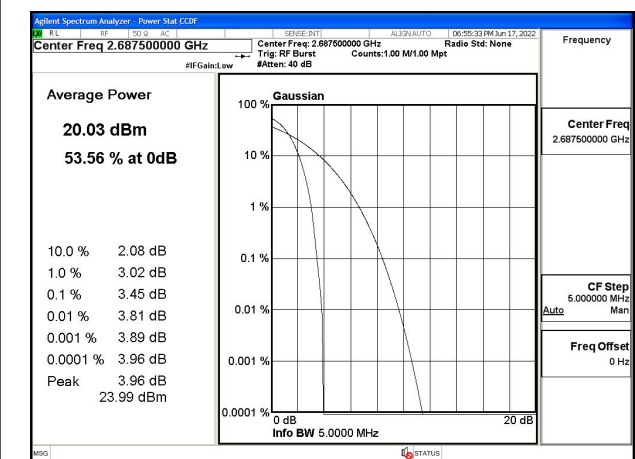 Agilent Spectrum Analyzer - Power Stat CCDF
LXI RL RF 50 Ω AC SENSE:INT ALIGNAUTO 06:55:33 PM Jun 17, 2022
Center Freq 2.687500000 GHz
Center Freq: 2.687500000 GHz Radio Std: None
Trig: RF Burst Counts:1.00 M/1.00 Mpt
#IFGain:Low #Atten: 40 dB
Frequency
Average Power
20.03 dBm
53.56 % at 0dB
10.0 % 2.08 dB
1.0 % 3.02 dB
0.1 % 3.45 dB
0.01 % 3.81 dB
0.001 % 3.89 dB
0.0001 % 3.96 dB
Peak 3.96 dB
23.99 dBm
Gaussian
100 %
10 %
1 %
0.1 %
0.01 %
0.001 %
0.0001 %
0 dB 20 dB
Info BW 5.0000 MHz
Center Freq
2.687500000 GHz
CF Step
5.000000 MHz
Auto Man
Freq Offset
0 Hz
MSG STATUS